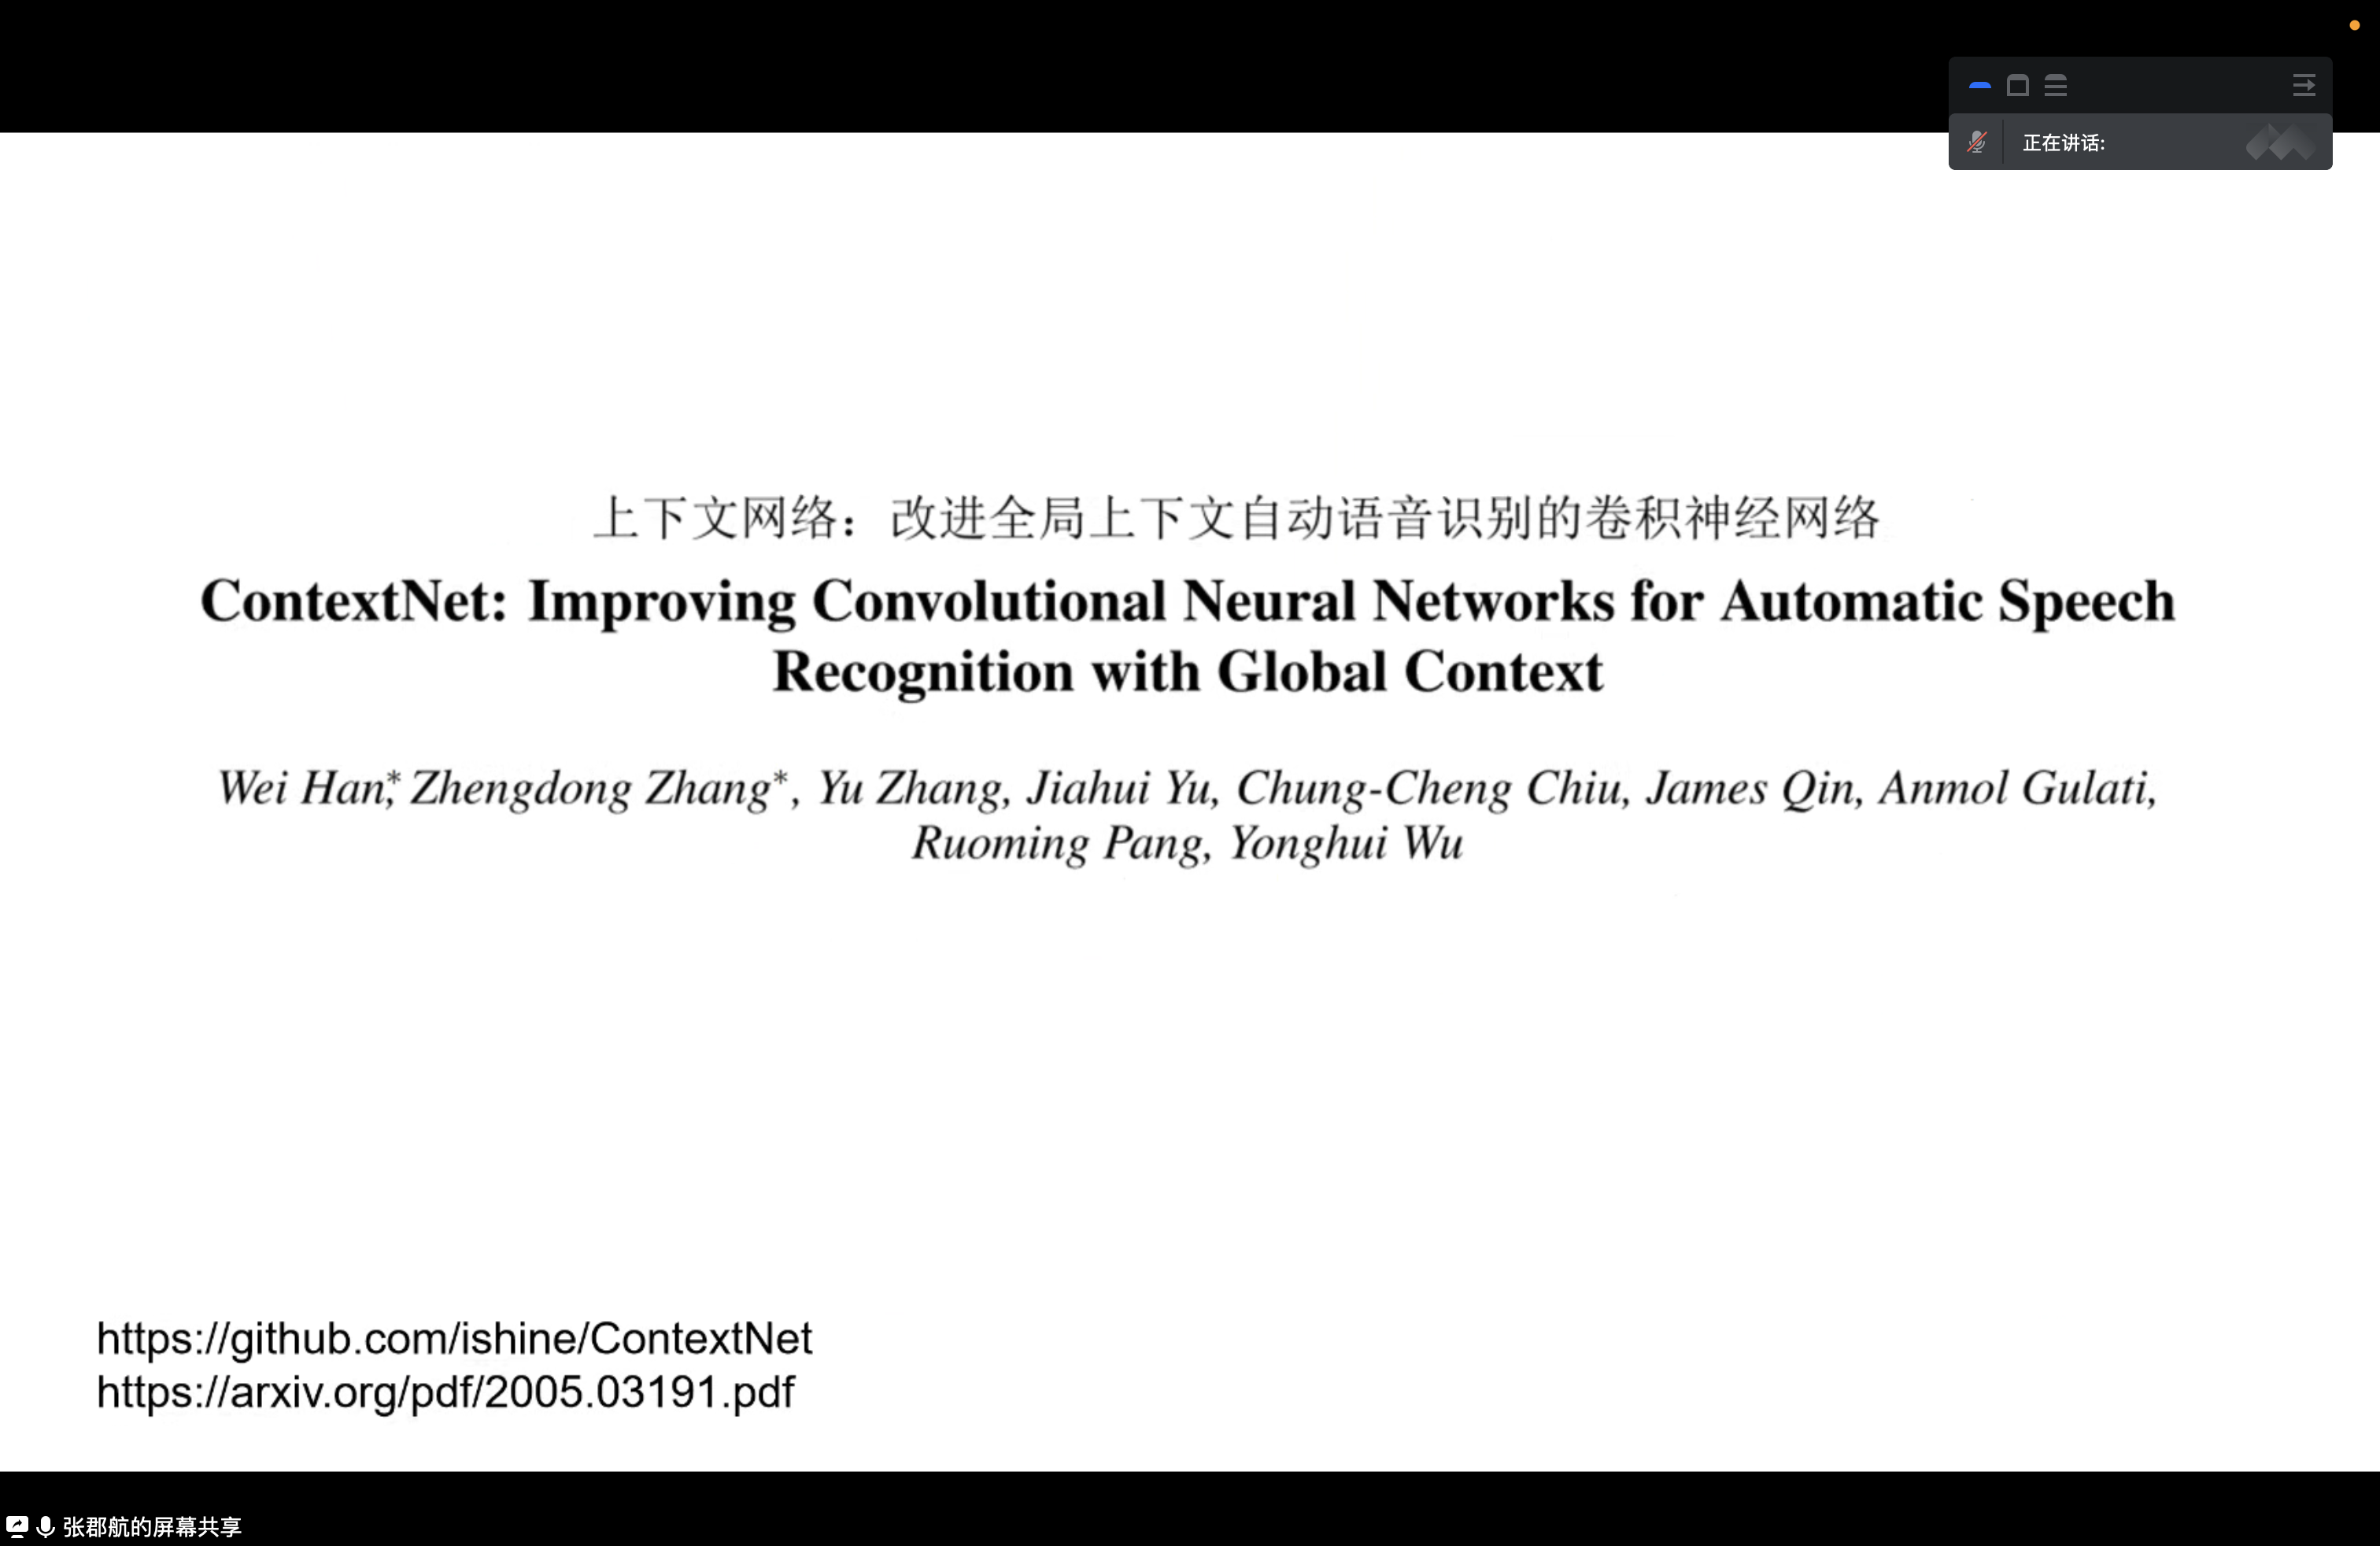 正在讲话:
上下文网络：改进全局上下文自动语音识别的卷积神经网络
ContextNet: Improving Convolutional Neural Networks for Automatic Speech
Recognition with Global Context
Wei Han*, Zhengdong Zhang*, Yu Zhang, Jiahui Yu, Chung-Cheng Chiu, James Qin, Anmol Gulati,
Ruoming Pang, Yonghui Wu
https://github.com/ishine/ContextNet
https://arxiv.org/pdf/2005.03191.pdf
张郡航的屏幕共享